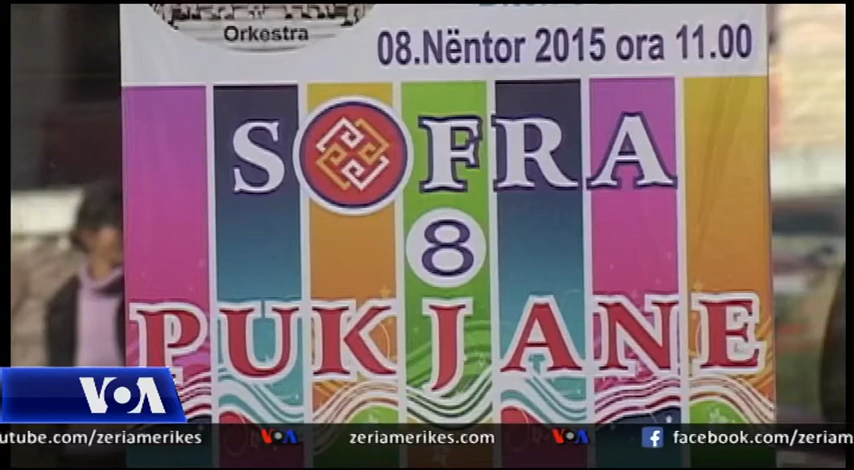 Orkestra
08.Nëntor 2015 ora 11.00
SOFRA
8
PUKJANE
VOA
utube.com/zeriamerikes VOA zeriamerikes.com VOA facebook.com/zeriam